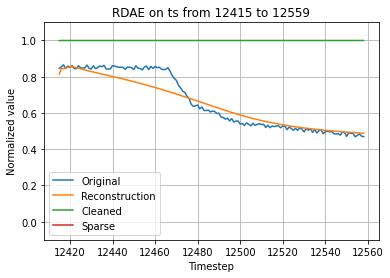 RDAE on ts from 12415 to 12559
Normalized value
1.0
0.8
0.6
0.4
0.2
0.0
Original
Reconstruction
Cleaned
Sparse
12420 12440 12460 12480 12500 12520 12540 12560
Timestep